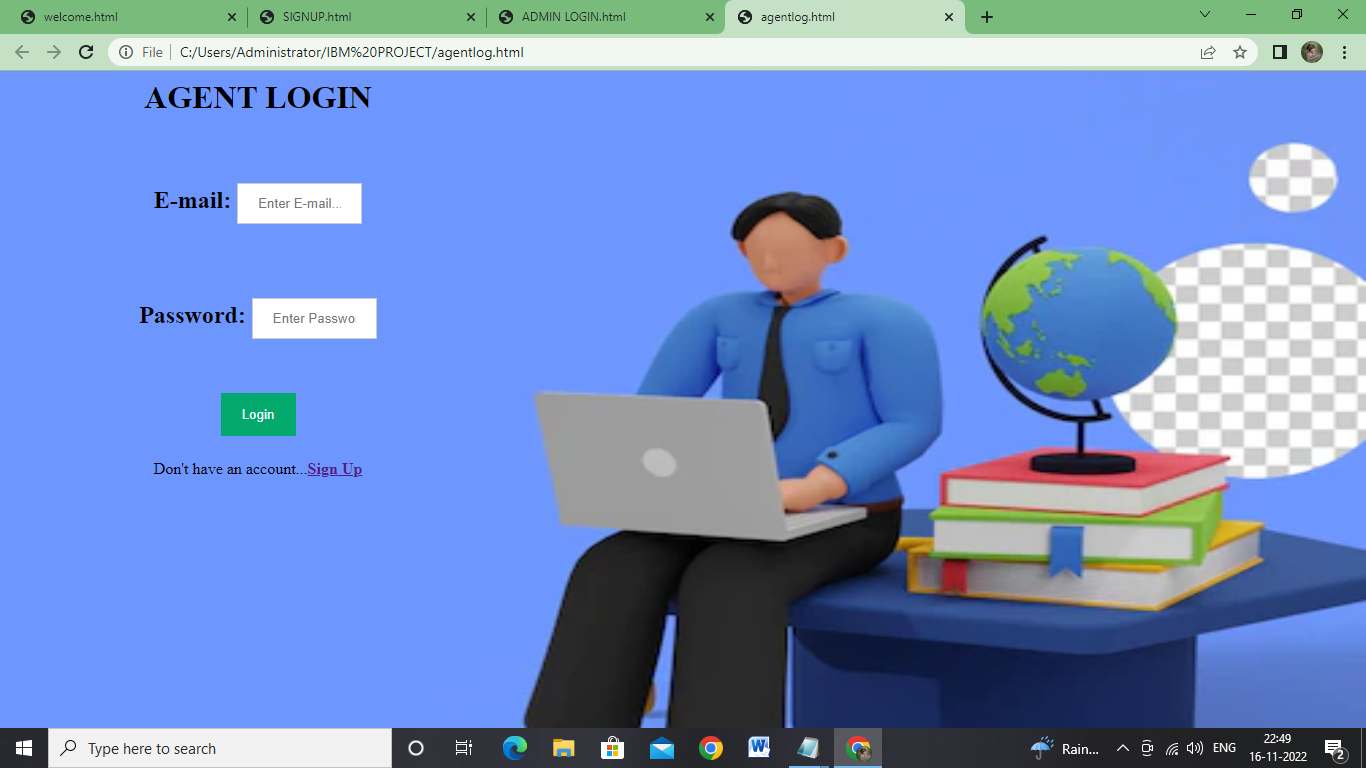 welcome.html
SIGNUP.html
ADMIN LOGIN.html
agentlog.html
File
C:/Users/Administrator/IBM%20PROJECT/agentlog.html
AGENT LOGIN
E-mail:
Enter E-mail...
Password:
Enter Passwo
Login
Don't have an account...Sign Up
Type here to search
W
Rain...
ENG
22:49
16-11-2022
2